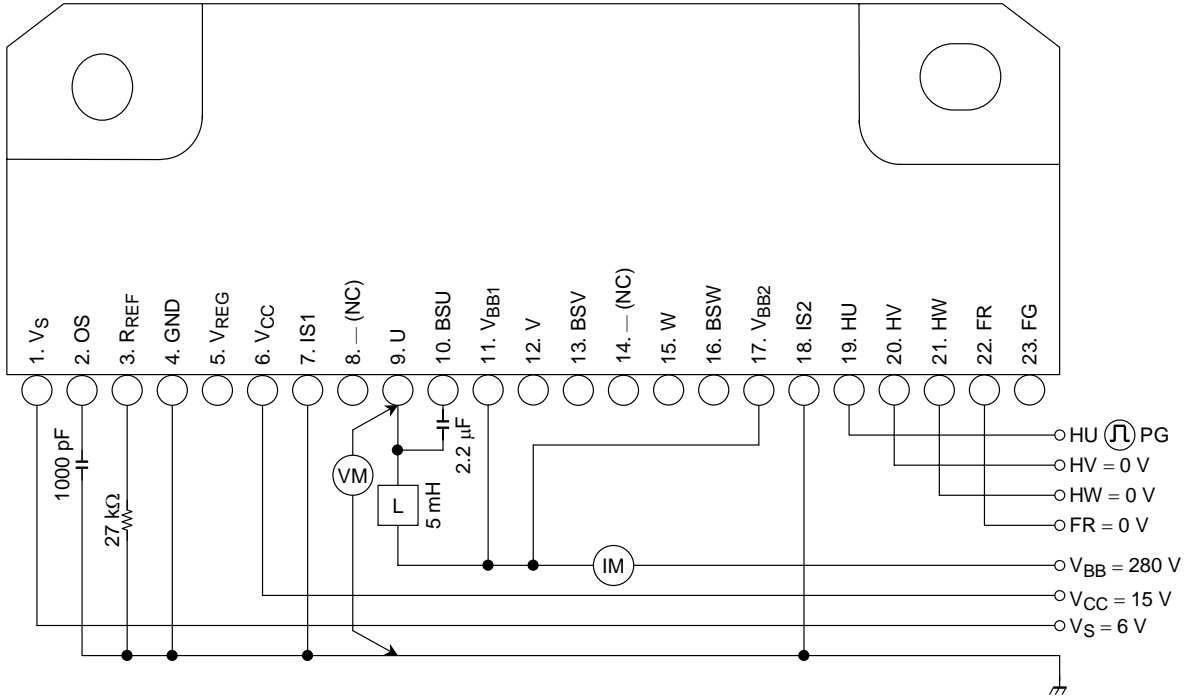 1. VS
2. OS
3. RREF
4. GND
5. VREG
6. VCC
7. IS1
8. — (NC)
9. U
10. BSU
11. VBB1
12. V
13. BSV
14. — (NC)
15. W
16. BSW
17. VBB2
18. IS2
19. HU
20. HV
21. HW
22. FR
23. FG
1000 pF
27 kΩ
VM
2.2 μF
L
5 mH
IM
HU PG
HV = 0 V
HW = 0 V
FR = 0 V
VBB = 280 V
VCC = 15 V
VS = 6 V